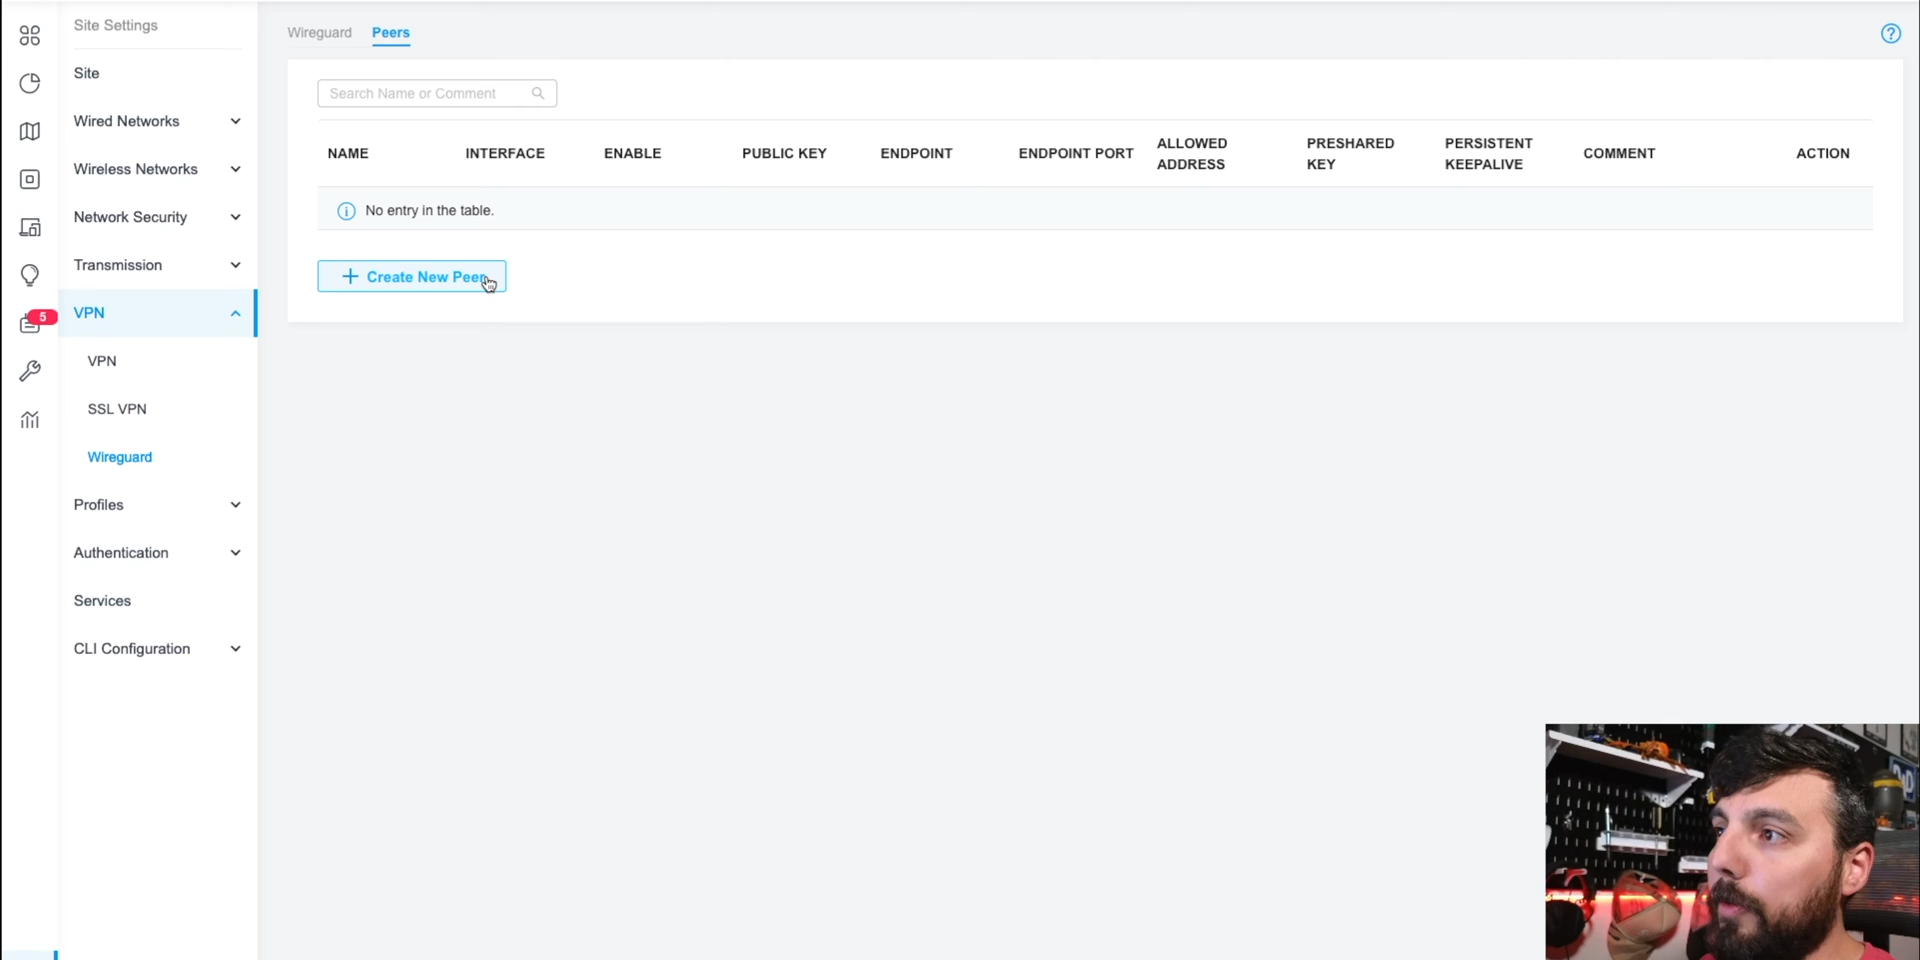 Site Settings
Site
Wired Networks
Wireless Networks
Network Security
Transmission
5
VPN
VPN
SSL VPN
Wireguard
Profiles
Authentication
Services
CLI Configuration
Wireguard Peers
?
Search Name or Comment
NAME INTERFACE ENABLE PUBLIC KEY ENDPOINT ENDPOINT PORT ALLOWED ADDRESS PRESHARED KEY PERSISTENT KEEPALIVE COMMENT ACTION
No entry in the table.
+ Create New Peer